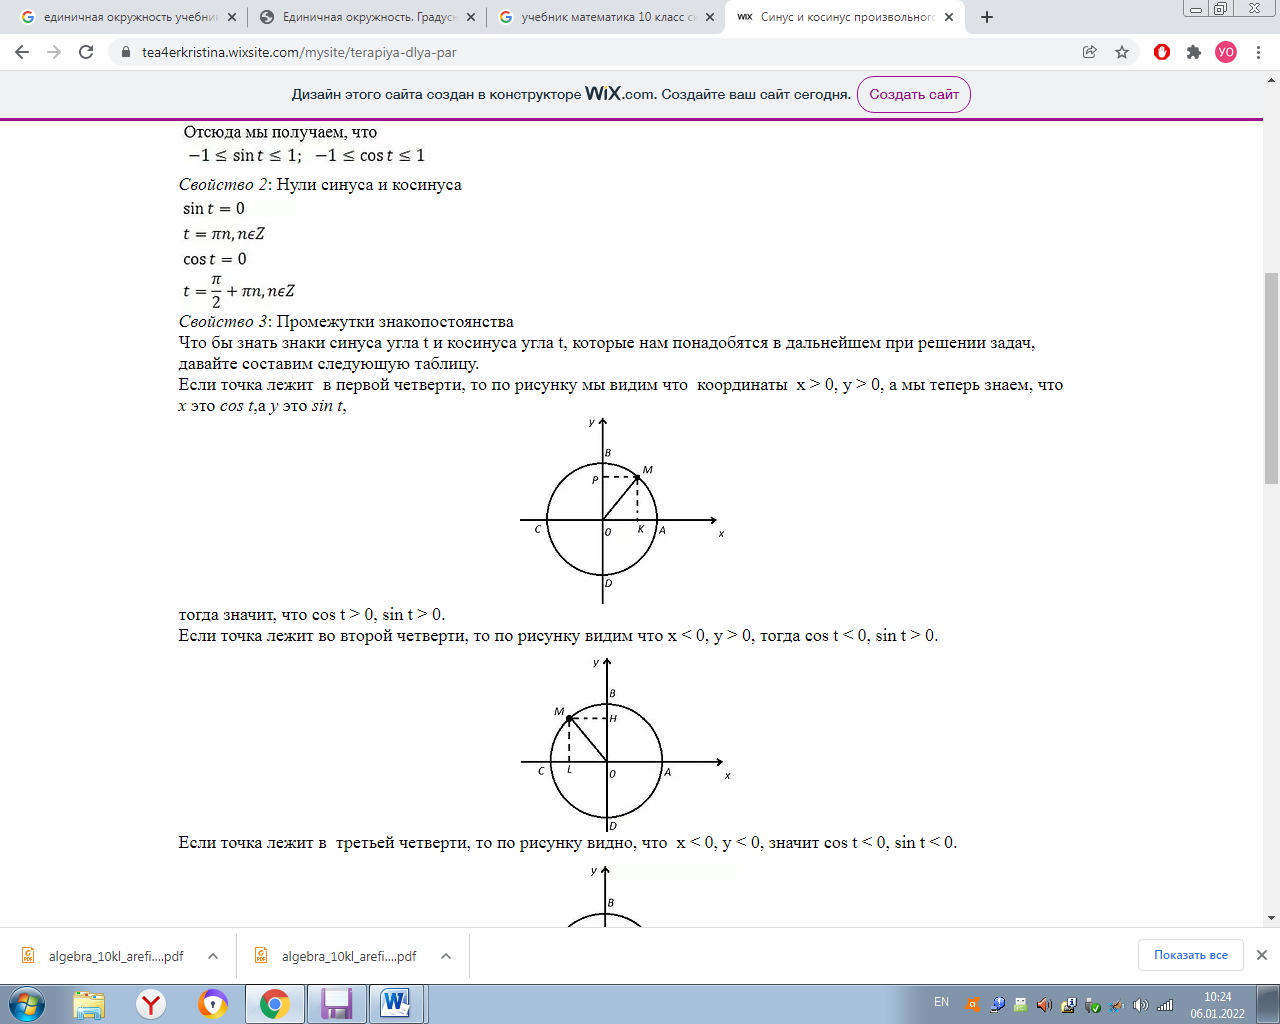 единичная окружность учебни
Единичная окружность. Градусн
учебник математика 10 класс ск
WiX Синус и косинус произвольного
tea4erkristina.wixsite.com/mysite/terapiya-dlya-par
УО
Дизайн этого сайта создан в конструкторе WiX.com. Создайте ваш сайт сегодня. Создать сайт
Отсюда мы получаем, что
−1 ≤ sin t ≤ 1; −1 ≤ cos t ≤ 1
Свойство 2: Нули синуса и косинуса
sin t = 0
t = πn, nϵZ
cos t = 0
t = π/2 + πn, nϵZ
Свойство 3: Промежутки знакопостоянства
Что бы знать знаки синуса угла t и косинуса угла t, которые нам понадобятся в дальнейшем при решении задач,
давайте составим следующую таблицу.
Если точка лежит в первой четверти, то по рисунку мы видим что координаты x > 0, y > 0, а мы теперь знаем, что
x это cos t,а y это sin t,
y
B
M
P
C
O
K
A
x
D
тогда значит, что cos t > 0, sin t > 0.
Если точка лежит во второй четверти, то по рисунку видим что x < 0, y > 0, тогда cos t < 0, sin t > 0.
y
B
M
H
C
L
O
A
x
D
Если точка лежит в третьей четверти, то по рисунку видно, что x < 0, y < 0, значит cos t < 0, sin t < 0.
y
B
algebra_10kl_arefi....pdf
algebra_10kl_arefi....pdf
Показать все
EN
10:24
06.01.2022